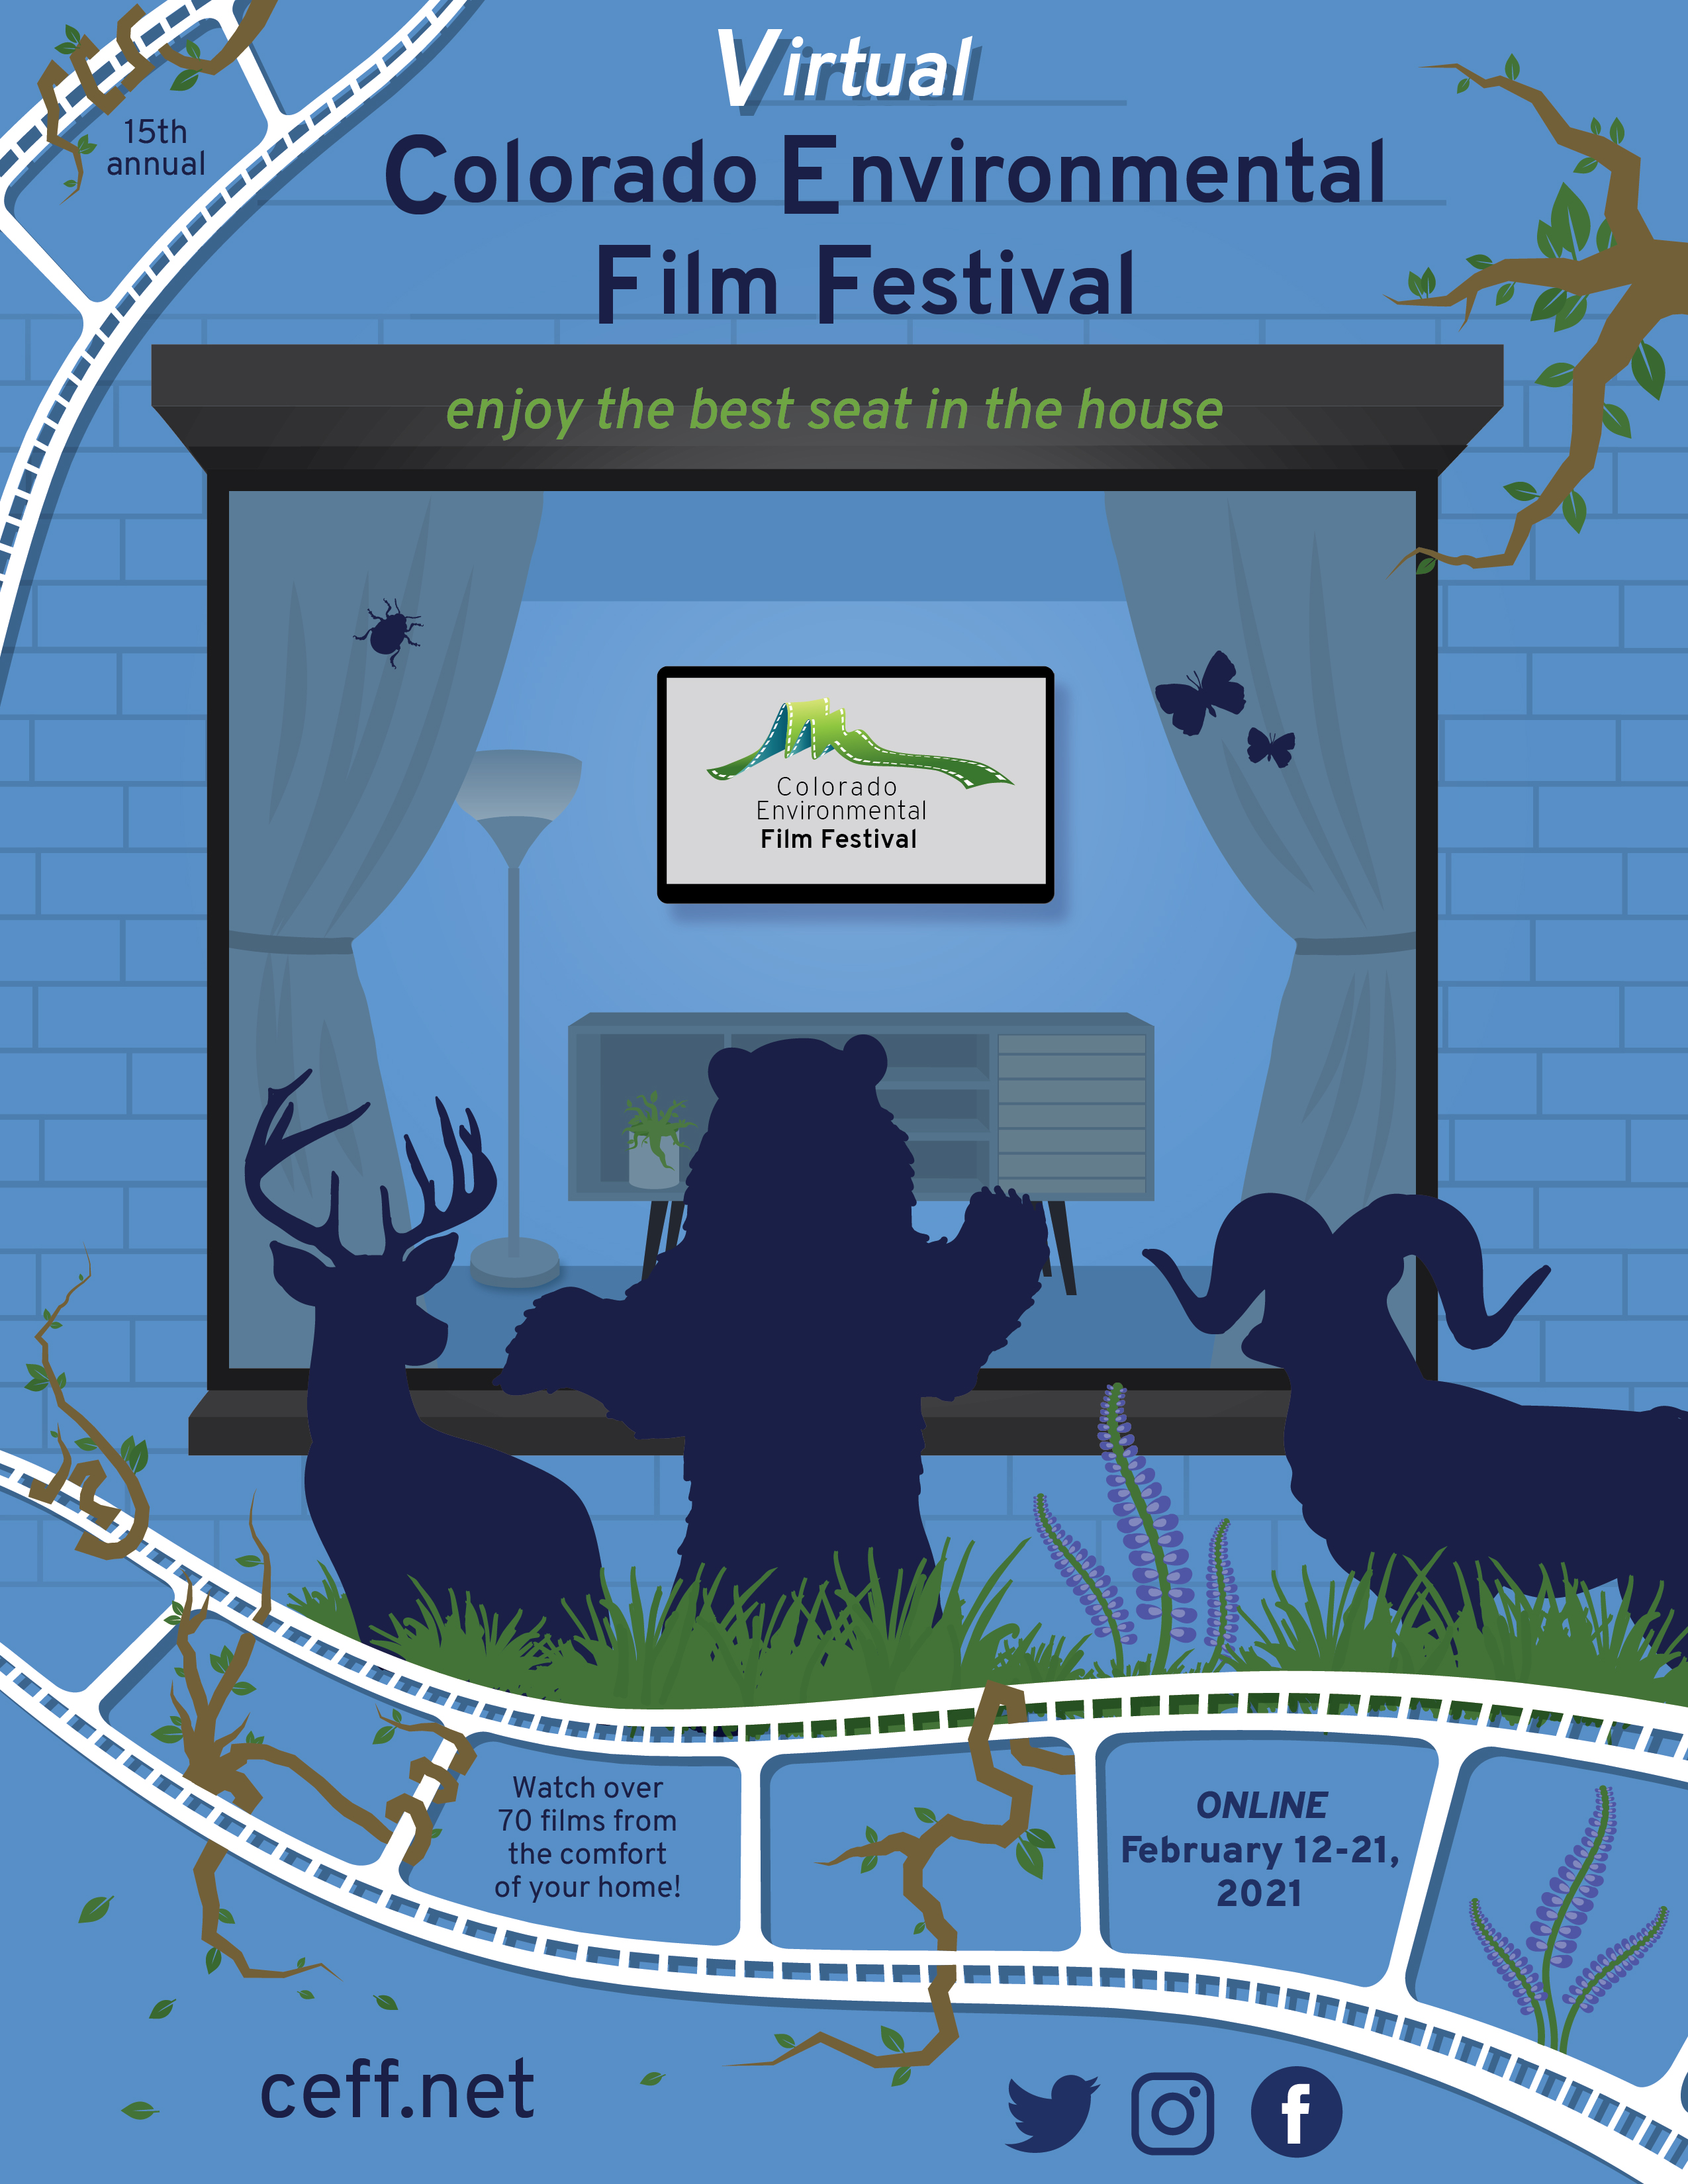 15th
annual
Virtual
Colorado Environmental
Film Festival
enjoy the best seat in the house
Colorado
Environmental
Film Festival
Watch over
70 films from
the comfort
of your home!
ONLINE
February 12-21,
2021
ceff.net